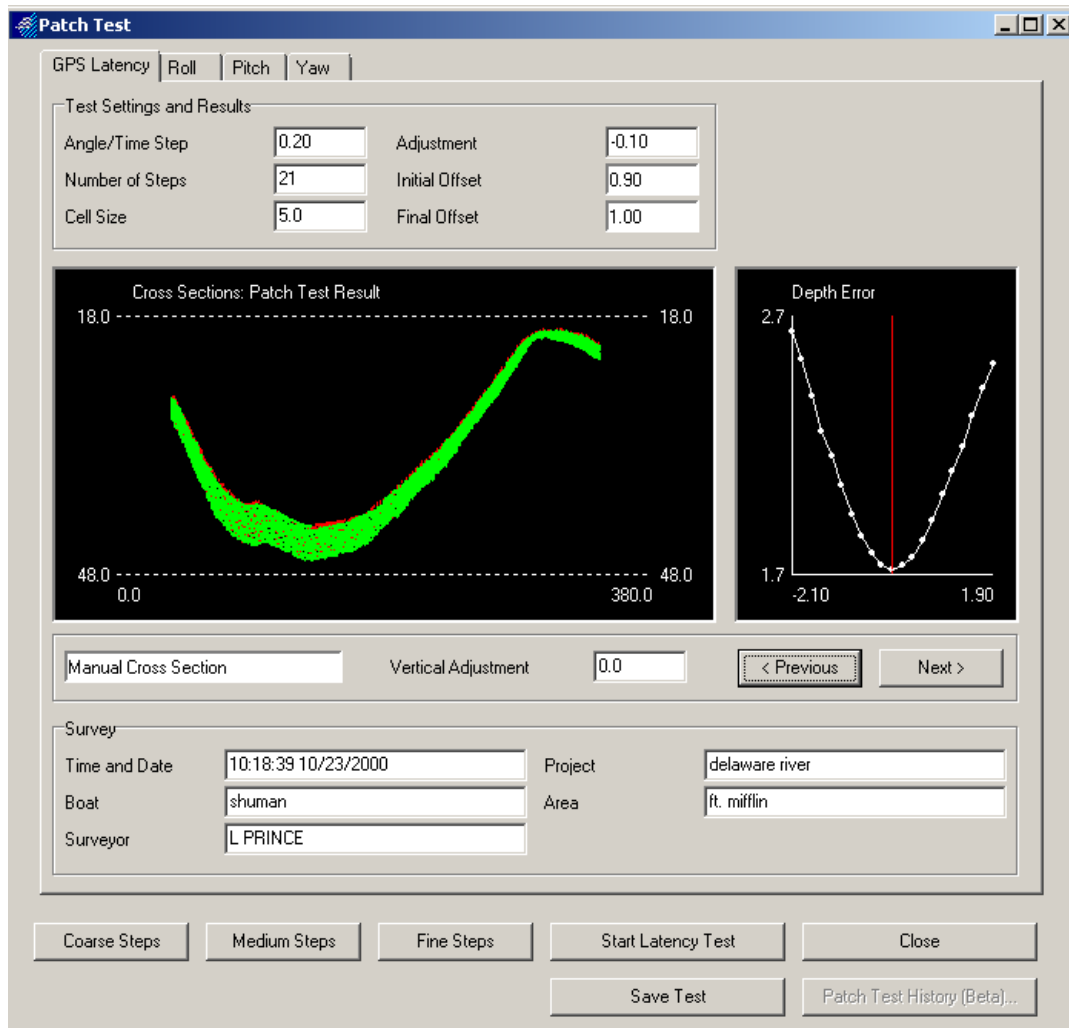 Patch Test
GPS Latency Roll Pitch Yaw
Test Settings and Results
Angle/Time Step 0.20 Adjustment -0.10
Number of Steps 21 Initial Offset 0.90
Cell Size 5.0 Final Offset 1.00
Cross Sections: Patch Test Result
18.0 18.0
48.0 48.0
0.0 380.0
Depth Error
2.7
1.7
-2.10 1.90
Manual Cross Section Vertical Adjustment 0.0 < Previous Next >
Survey
Time and Date 10:18:39 10/23/2000 Project delaware river
Boat shuman Area ft. mifflin
Surveyor L PRINCE
Coarse Steps Medium Steps Fine Steps Start Latency Test Close
Save Test Patch Test History (Beta)...